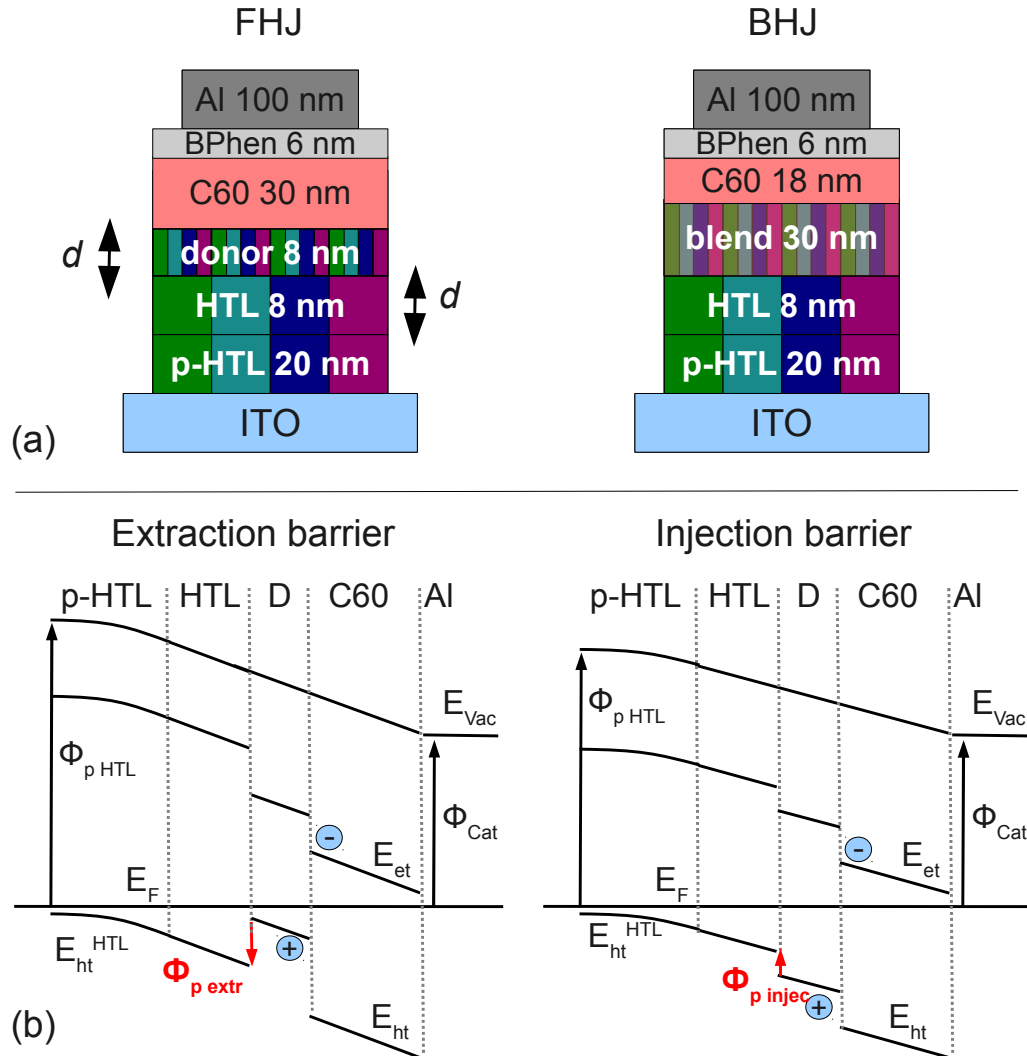 FHJ BHJ
Al 100 nm Al 100 nm
BPhen 6 nm BPhen 6 nm
C60 30 nm C60 18 nm
d donor 8 nm blend 30 nm
HTL 8 nm d HTL 8 nm
p-HTL 20 nm p-HTL 20 nm
ITO ITO
(a)
Extraction barrier Injection barrier
p-HTL HTL D C60 Al p-HTL HTL D C60 Al
E_Vac E_Vac
Φ_p HTL Φ_p HTL
Φ_Cat Φ_Cat
- -
E_et E_et
E_F E_F
E_ht^HTL + E_ht^HTL
Φ_p extr Φ_p injec +
E_ht E_ht
(b)